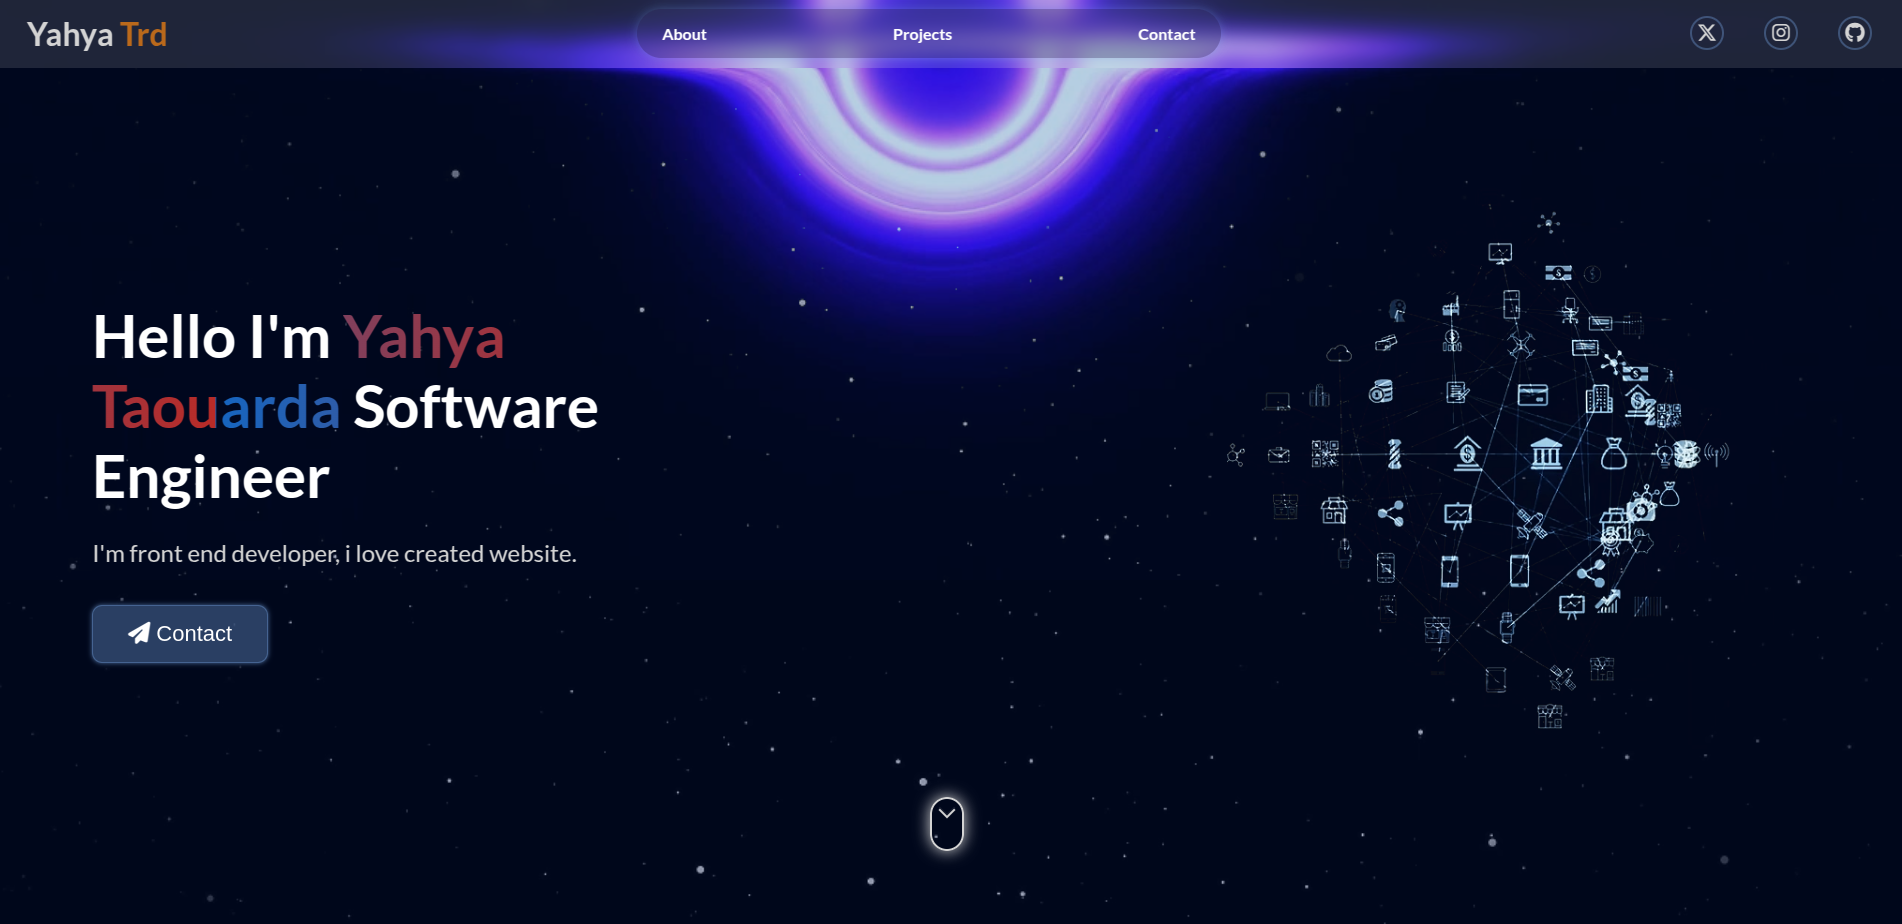 Yahya Trd
About
Projects
Contact
Hello I'm Yahya
Taouarda Software
Engineer
I'm front end developer, i love created website.
Contact